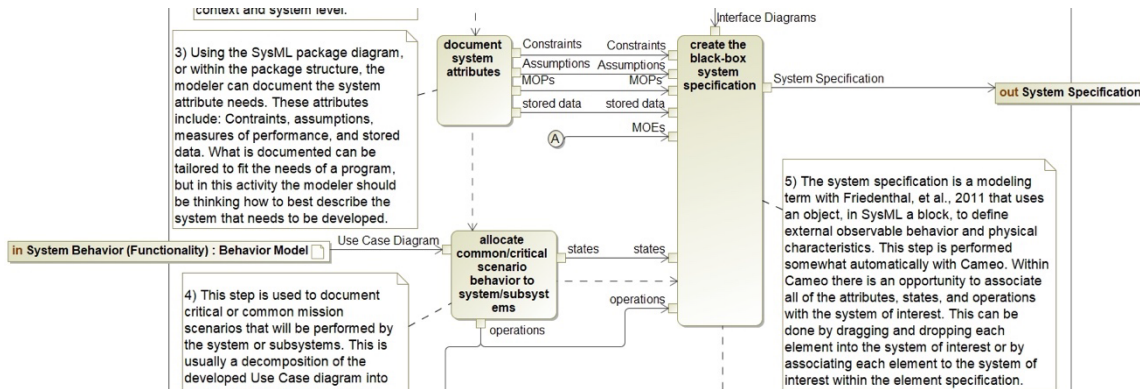 context and system level.
Interface Diagrams
3) Using the SysML package diagram,
or within the package structure, the
modeler can document the system
attribute needs. These attributes
include: Contraints, assumptions,
measures of performance, and stored
data. What is documented can be
tailored to fit the needs of a program,
but in this activity the modeler should
be thinking how to best describe the
system that needs to be developed.
document
system
attributes
Constraints
Assumptions
MOPs
stored data
Constraints
Assumptions
MOPs
stored data
A
MOEs
create the
black-box
system
specification
System Specification
out System Specification
in System Behavior (Functionality) : Behavior Model
Use Case Diagram
allocate
common/critical
scenario
behavior to
system/subsyst
ems
states
states
operations
operations
4) This step is used to document
critical or common mission
scenarios that will be performed by
the system or subsystems. This is
usually a decomposition of the
developed Use Case diagram into
5) The system specification is a modeling
term with Friedenthal, et al., 2011 that uses
an object, in SysML a block, to define
external observable behavior and physical
characteristics. This step is performed
somewhat automatically with Cameo. Within
Cameo there is an opportunity to associate
all of the attributes, states, and operations
with the system of interest. This can be
done by dragging and dropping each
element into the system of interest or by
associating each element to the system of
interest within the element specification.